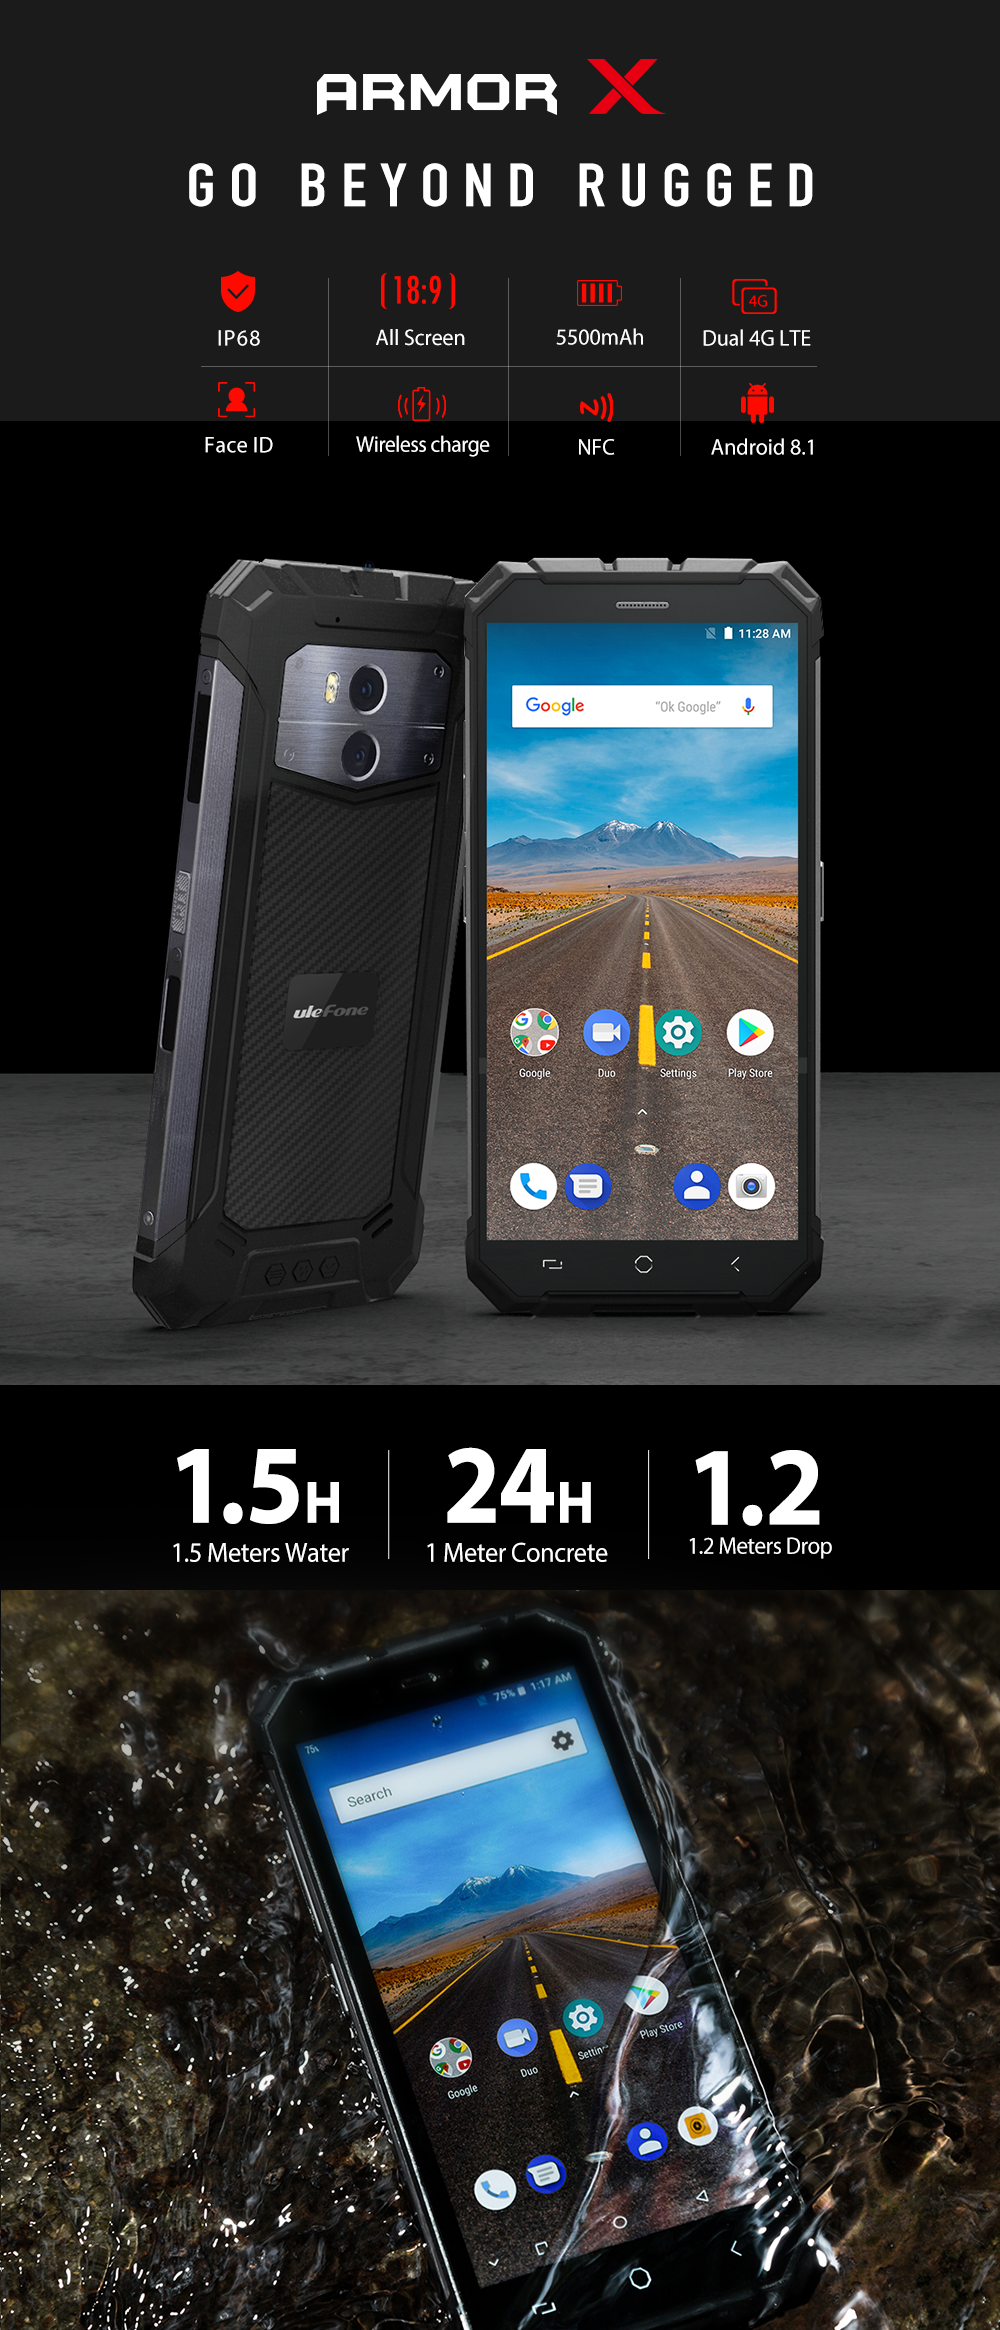 ARMOR X
GO BEYOND RUGGED
18:9
4G
IP68
All Screen
5500mAh
Dual 4G LTE
Face ID
Wireless charge
NFC
Android 8.1
11:28 AM
Google
“Ok Google”
uleFone
Google
Duo
Settings
Play Store
1.5H
24H
1.2
1.5 Meters Water
1 Meter Concrete
1.2 Meters Drop
75% 1:17 AM
Search
Play Store
Duo
Google